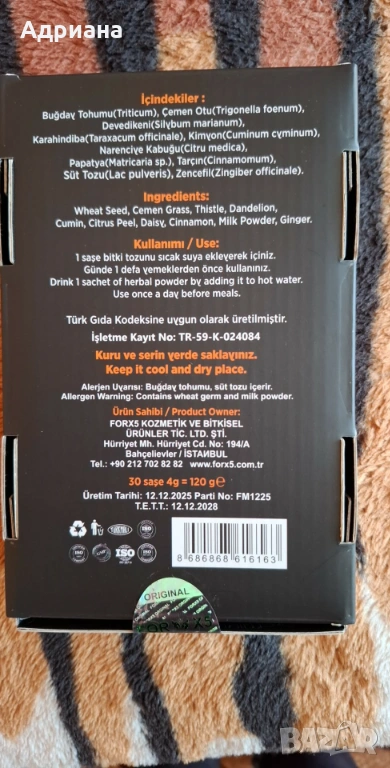 Адриана
İçindekiler :
Buğday Tohumu(Triticum), Çemen Otu(Trigonella foenum),
Devedikeni(Silybum marianum),
Karahindiba(Taraxacum officinale), Kimyon(Cuminum cyminum),
Narenciye Kabuğu(Citru medica),
Papatya(Matricaria sp.), Tarçın(Cinnamomum),
Süt Tozu(Lac pulveris), Zencefil(Zingiber officinale).
Ingredients:
Wheat Seed, Cemen Grass, Thistle, Dandelion,
Cumin, Citrus Peel, Daisy, Cinnamon, Milk Powder, Ginger.
Kullanımı / Use:
1 saşe bitki tozunu sıcak suya ekleyerek içiniz.
Günde 1 defa yemeklerden önce kullanınız.
Drink 1 sachet of herbal powder by adding it to hot water.
Use once a day before meals.
Türk Gıda Kodeksine uygun olarak üretilmiştir.
İşletme Kayıt No: TR-59-K-024084
Kuru ve serin yerde saklayınız.
Keep it cool and dry place.
Alerjen Uyarısı: Buğday tohumu, süt tozu içerir.
Allergen Warning: Contains wheat germ and milk powder.
Ürün Sahibi / Product Owner:
FORX5 KOZMETİK VE BİTKİSEL
ÜRÜNLER TİC. LTD. ŞTİ.
Hürriyet Mh. Hürriyet Cd. No: 194/A
Bahçelievler / İSTANBUL
Tel.: +90 212 702 82 82 www.forx5.com.tr
30 saşe 4g = 120 g℮
Üretim Tarihi: 12.12.2025 Parti No: FM1225
T.E.T.T.: 12.12.2028
8 686868 616163
ISO
ORIGINAL
BAZAR